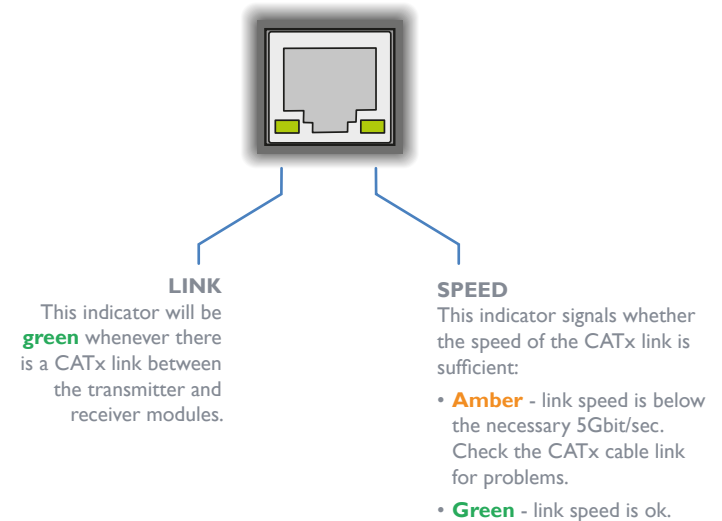 LINK
This indicator will be
green whenever there
is a CATx link between
the transmitter and
receiver modules.
SPEED
This indicator signals whether
the speed of the CATx link is
sufficient:
• Amber - link speed is below
the necessary 5Gbit/sec.
Check the CATx cable link
for problems.
• Green - link speed is ok.